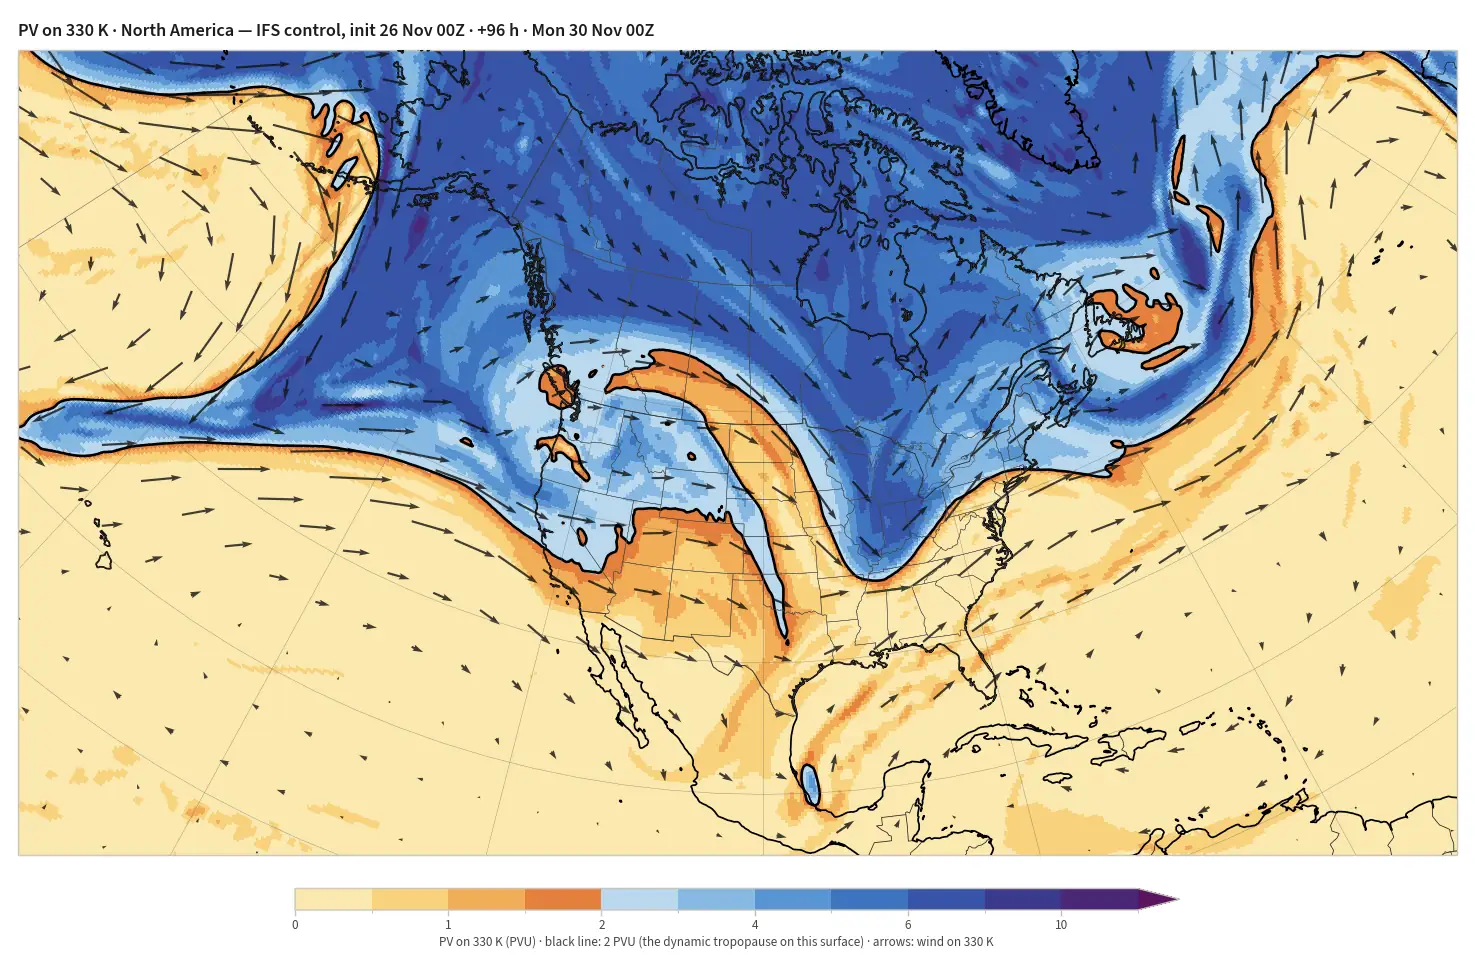 PV on 330 K · North America — IFS control, init 26 Nov 00Z · +96 h · Mon 30 Nov 00Z
0 1 2 4 6 10
PV on 330 K (PVU) · black line: 2 PVU (the dynamic tropopause on this surface) · arrows: wind on 330 K